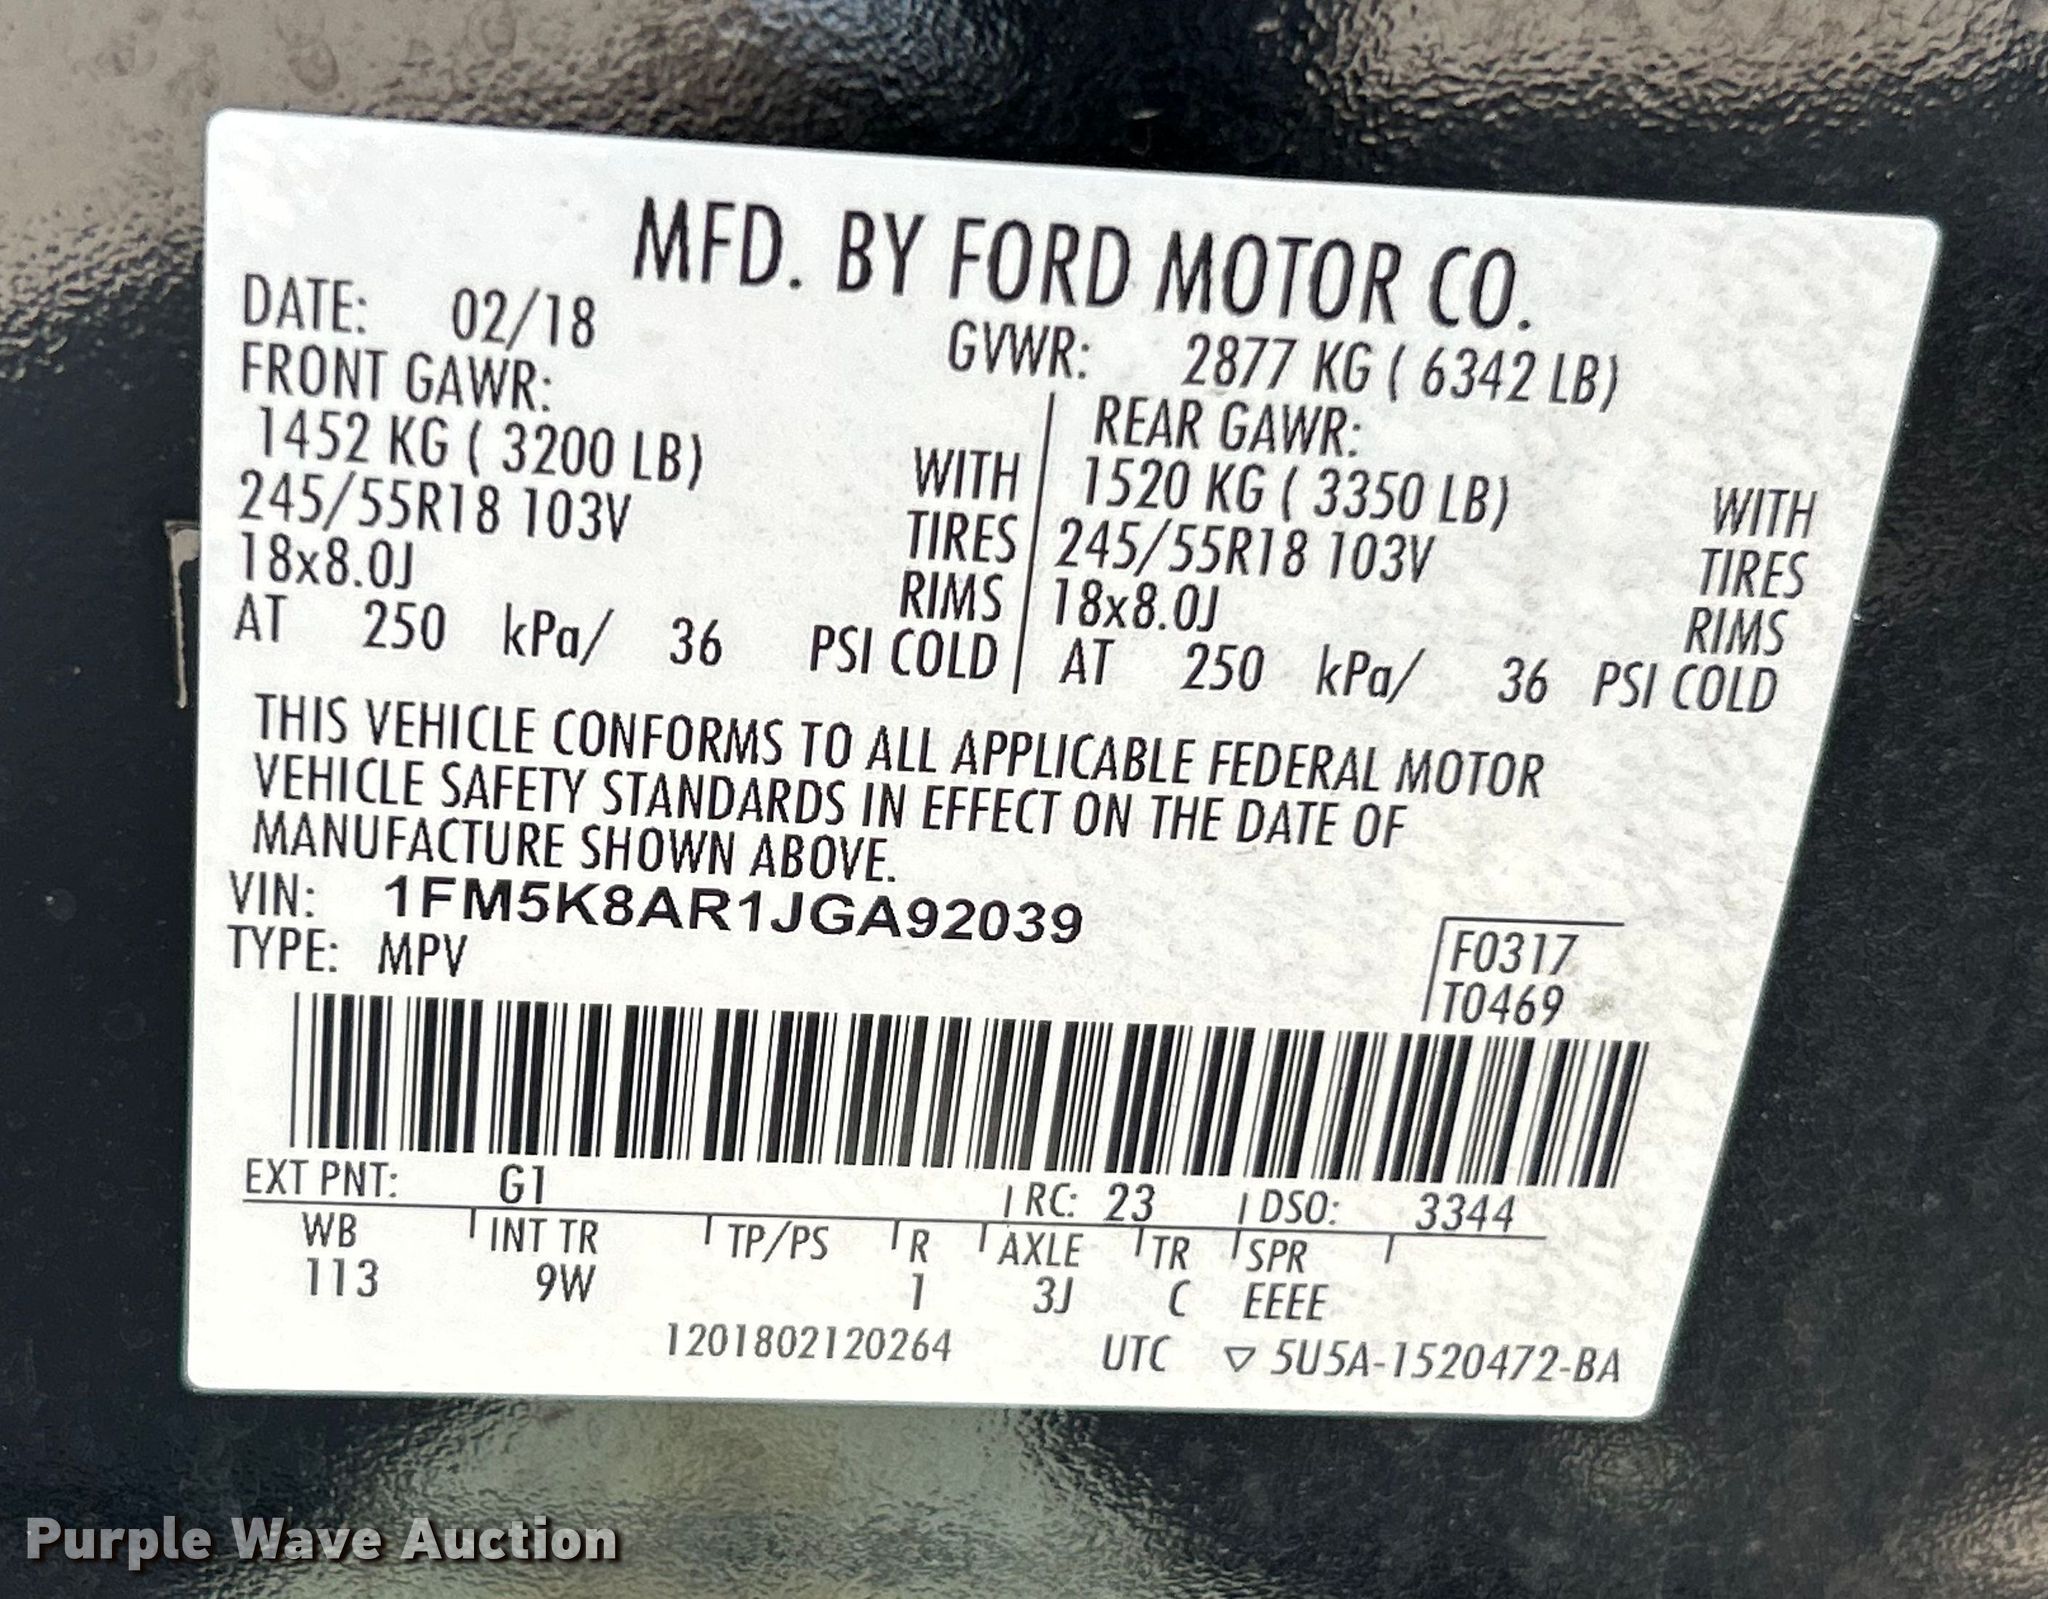 MFD. BY FORD MOTOR CO.
DATE: 02/18 GVWR: 2877 KG ( 6342 LB)
FRONT GAWR: REAR GAWR:
1452 KG ( 3200 LB) WITH 1520 KG ( 3350 LB) WITH
245/55R18 103V TIRES 245/55R18 103V TIRES
18x8.0J RIMS 18x8.0J RIMS
AT 250 kPa/ 36 PSI COLD AT 250 kPa/ 36 PSI COLD
THIS VEHICLE CONFORMS TO ALL APPLICABLE FEDERAL MOTOR
VEHICLE SAFETY STANDARDS IN EFFECT ON THE DATE OF
MANUFACTURE SHOWN ABOVE.
VIN: 1FM5K8AR1JGA92039
TYPE: MPV
F0317
T0469
EXT PNT: G1 RC: 23 DSO: 3344
WB INT TR TP/PS R AXLE TR SPR
113 9W 1 3J C EEEE
1201802120264 UTC ▽ 5U5A-1520472-BA
Purple Wave Auction